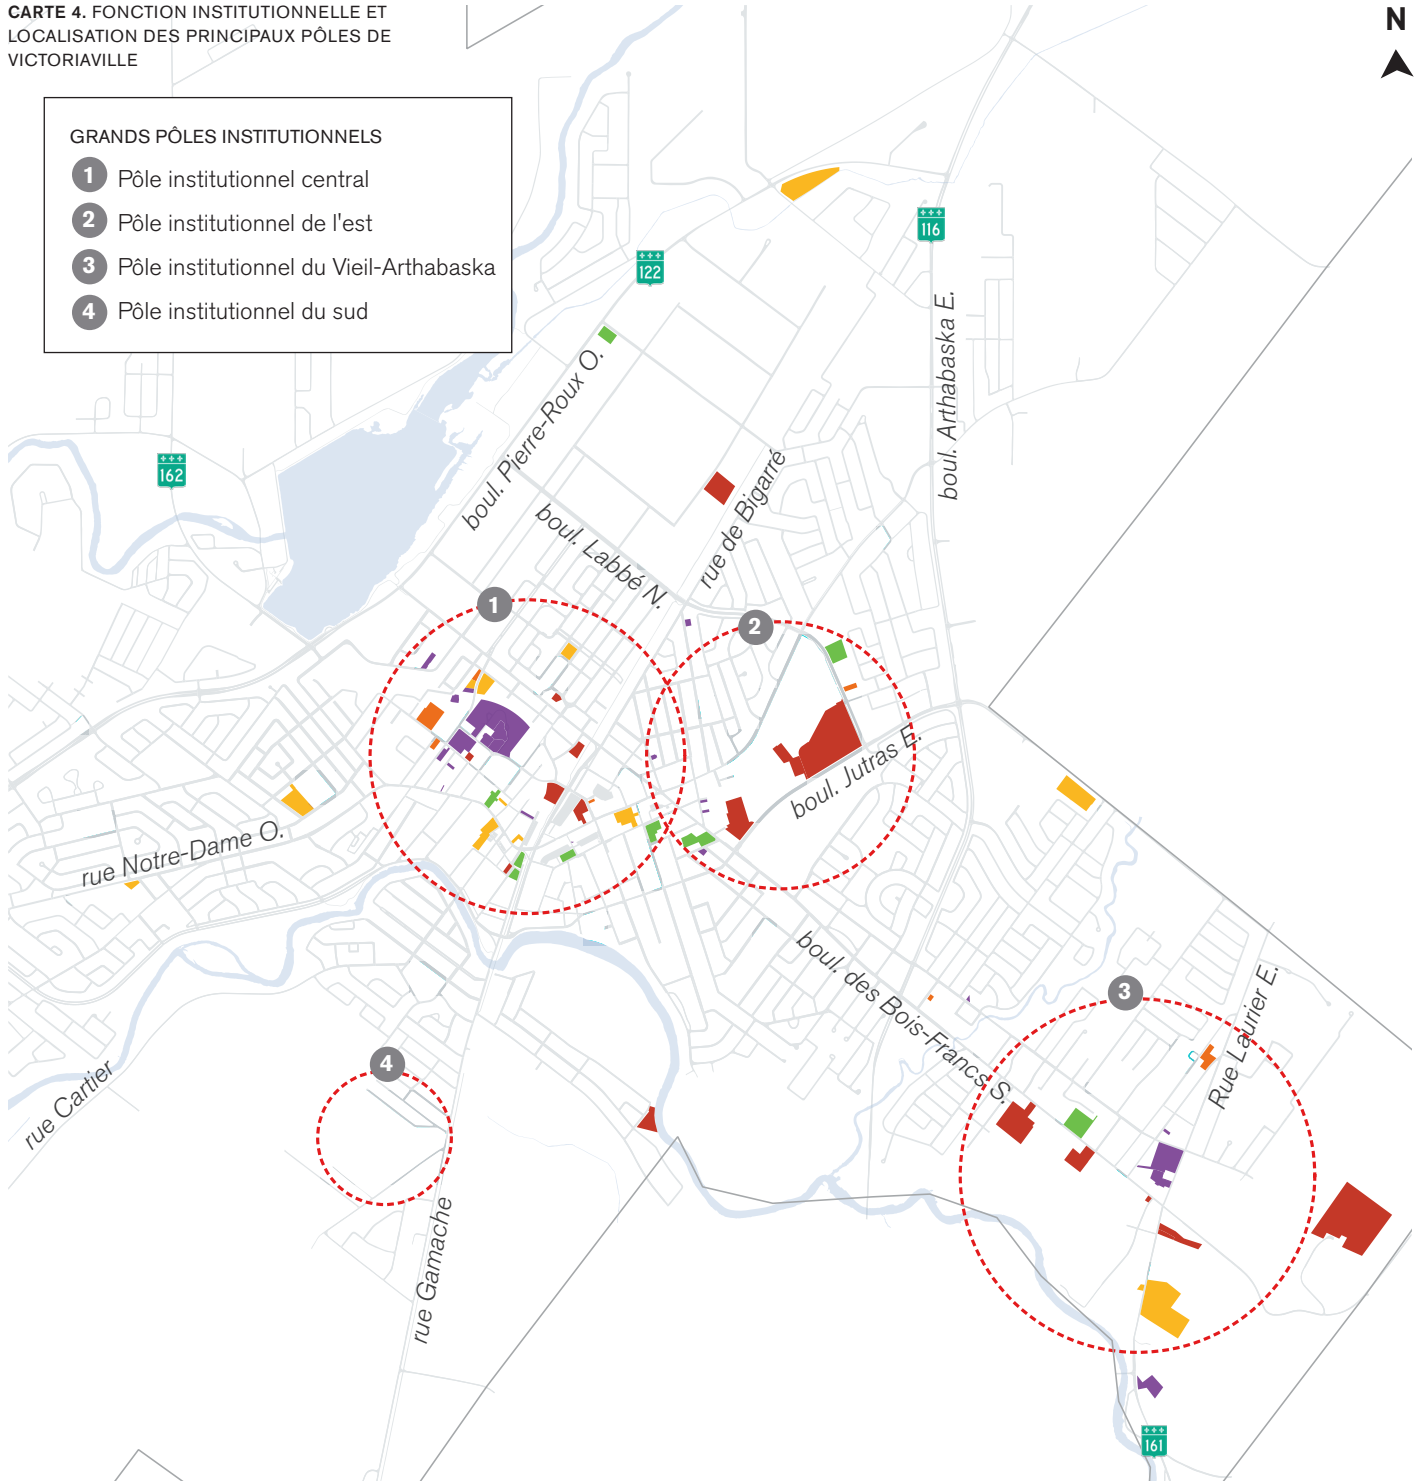 CARTE 4. FONCTION INSTITUTIONNELLE ET
LOCALISATION DES PRINCIPAUX PÔLES DE
VICTORIAVILLE
N
GRANDS PÔLES INSTITUTIONNELS
1 Pôle institutionnel central
2 Pôle institutionnel de l'est
3 Pôle institutionnel du Vieil-Arthabaska
4 Pôle institutionnel du sud
116
122
boul. Arthabaska E.
boul. Pierre-Roux O.
162
rue de Bigarré
boul. Labbé N.
1
2
boul. Jutras E.
rue Notre-Dame O.
boul. des Bois-Francs S.
3
Rue Laurier E.
4
rue Cartier
rue Gamache
161